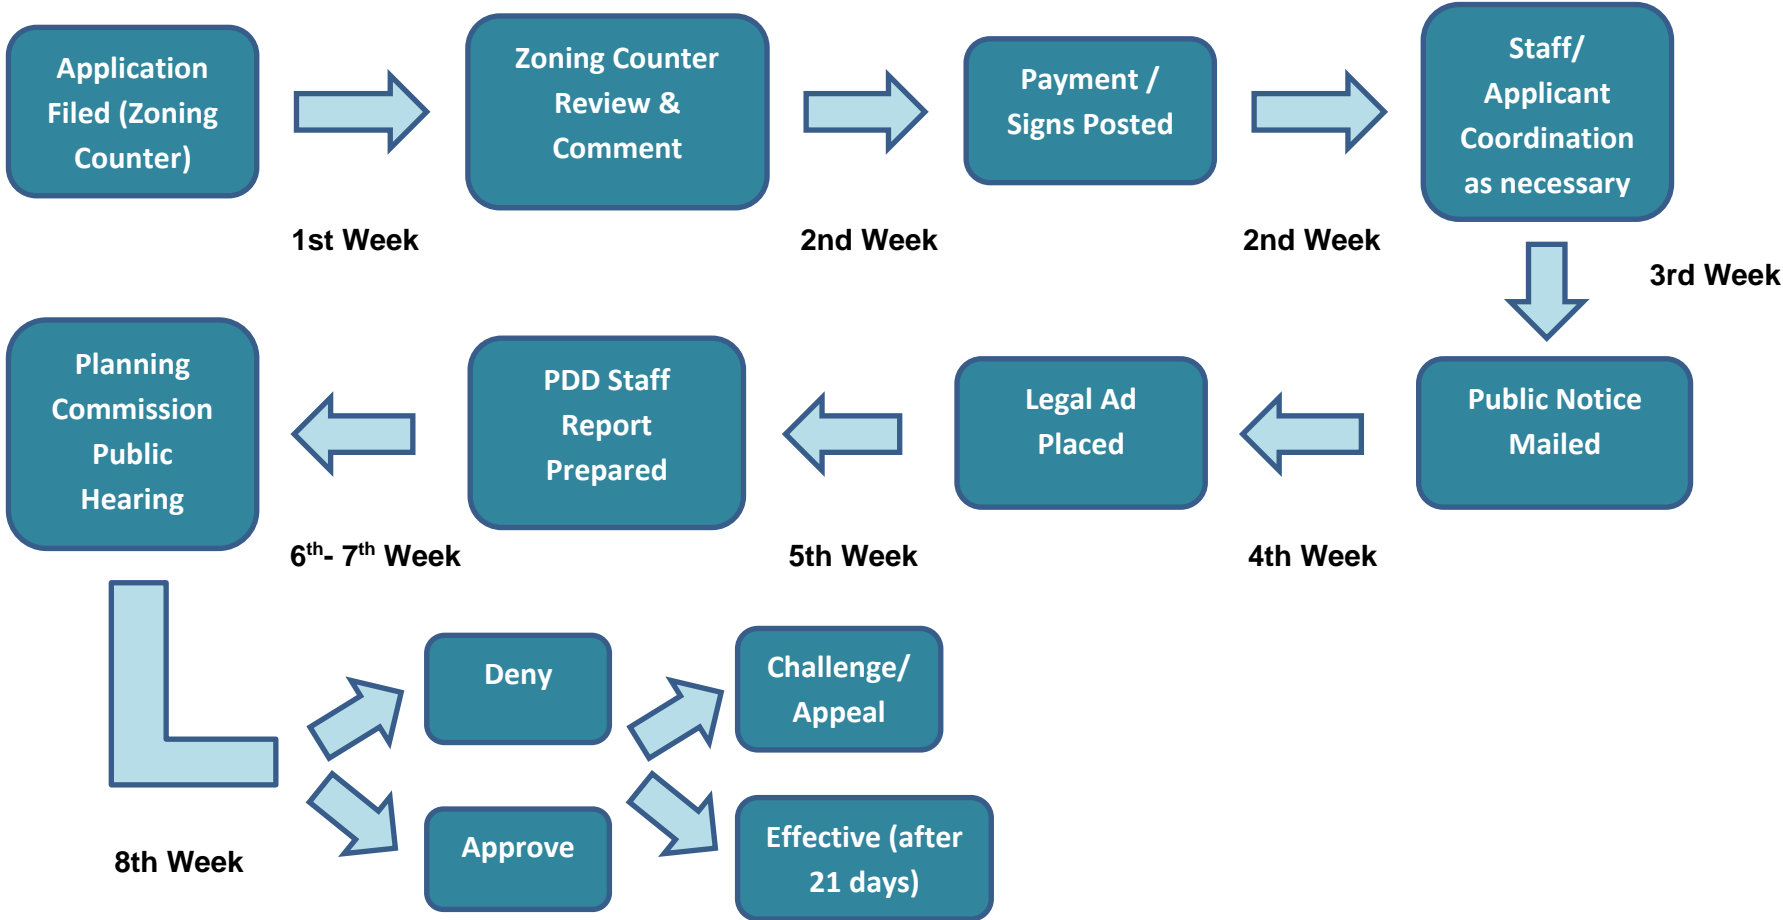 Application
Filed (Zoning
Counter)
Zoning Counter
Review &
Comment
Payment /
Signs Posted
Staff/
Applicant
Coordination
as necessary
1st Week
2nd Week
2nd Week
3rd Week
Public Notice
Mailed
Legal Ad
Placed
PDD Staff
Report
Prepared
Planning
Commission
Public
Hearing
4th Week
5th Week
6th- 7th Week
8th Week
Deny
Approve
Challenge/
Appeal
Effective (after
21 days)